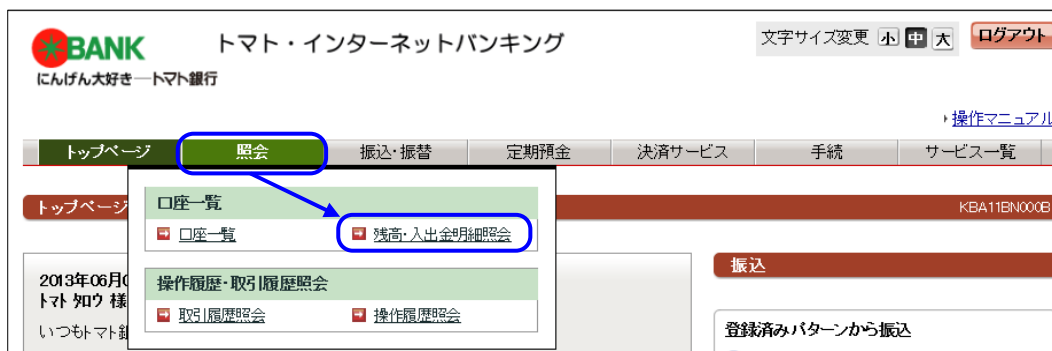 BANK
トマト・インターネットバンキング
文字サイズ変更 小 中 大 ログアウト
にんげん大好き―トマト銀行
操作マニュアル
トップページ 照会 振込・振替 定期預金 決済サービス 手続 サービス一覧
トップページ KBA11BN000B
口座一覧
口座一覧 残高・入出金明細照会
振込
2013年06月0
トマト タロウ 様
操作履歴・取引履歴照会
取引履歴照会 操作履歴照会
いつもトマト銀
登録済みパターンから振込